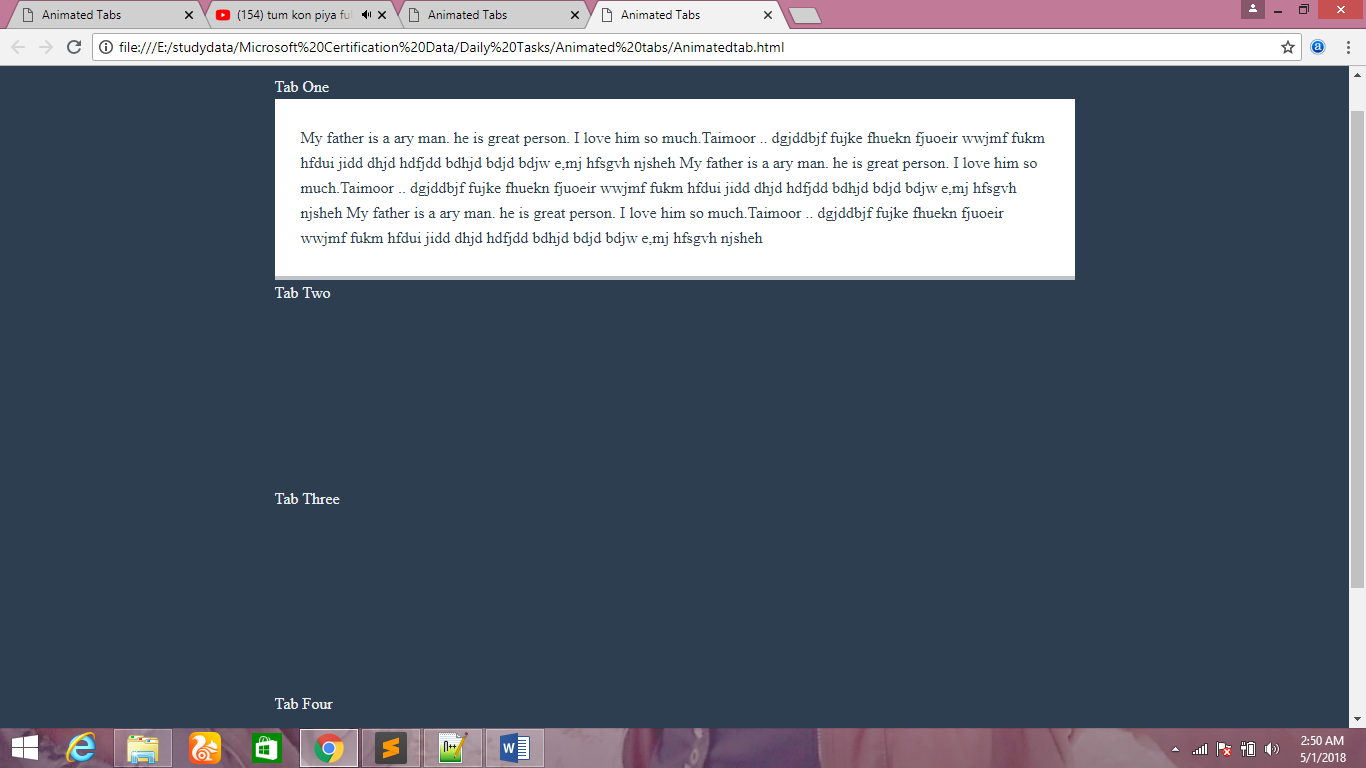 Animated Tabs
(154) tum kon piya ful
Animated Tabs
Animated Tabs
file:///E:/studydata/Microsoft%20Certification%20Data/Daily%20Tasks/Animated%20tabs/Animatedtab.html
Tab One
My father is a ary man. he is great person. I love him so much.Taimoor .. dgjddbjf fujke fhuekn fjuoeir wwjmf fukm
hfdui jidd dhjd hdfjdd bdhjd bdjd bdjw e,mj hfsgvh njsheh My father is a ary man. he is great person. I love him so
much.Taimoor .. dgjddbjf fujke fhuekn fjuoeir wwjmf fukm hfdui jidd dhjd hdfjdd bdhjd bdjd bdjw e,mj hfsgvh
njsheh My father is a ary man. he is great person. I love him so much.Taimoor .. dgjddbjf fujke fhuekn fjuoeir
wwjmf fukm hfdui jidd dhjd hdfjdd bdhjd bdjd bdjw e,mj hfsgvh njsheh
Tab Two
Tab Three
Tab Four
2:50 AM
5/1/2018